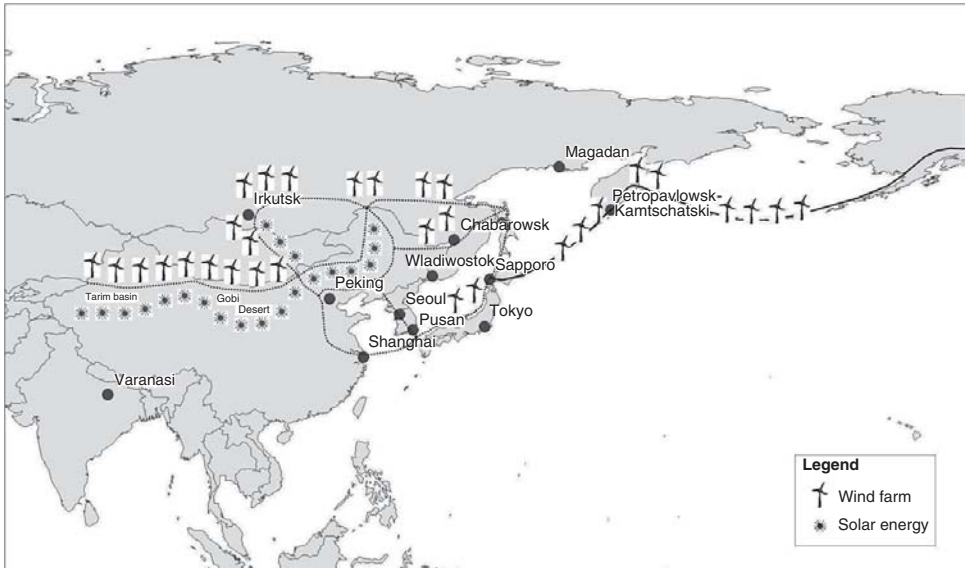 Magadan
Irkutsk
Petropavlowsk-
Kamtschatski
Chabarowsk
Wladiwostok
Sapporo
Peking
Tarim basin
Gobi
Desert
Seoul
Pusan
Tokyo
Shanghai
Varanasi
Legend
Wind farm
Solar energy